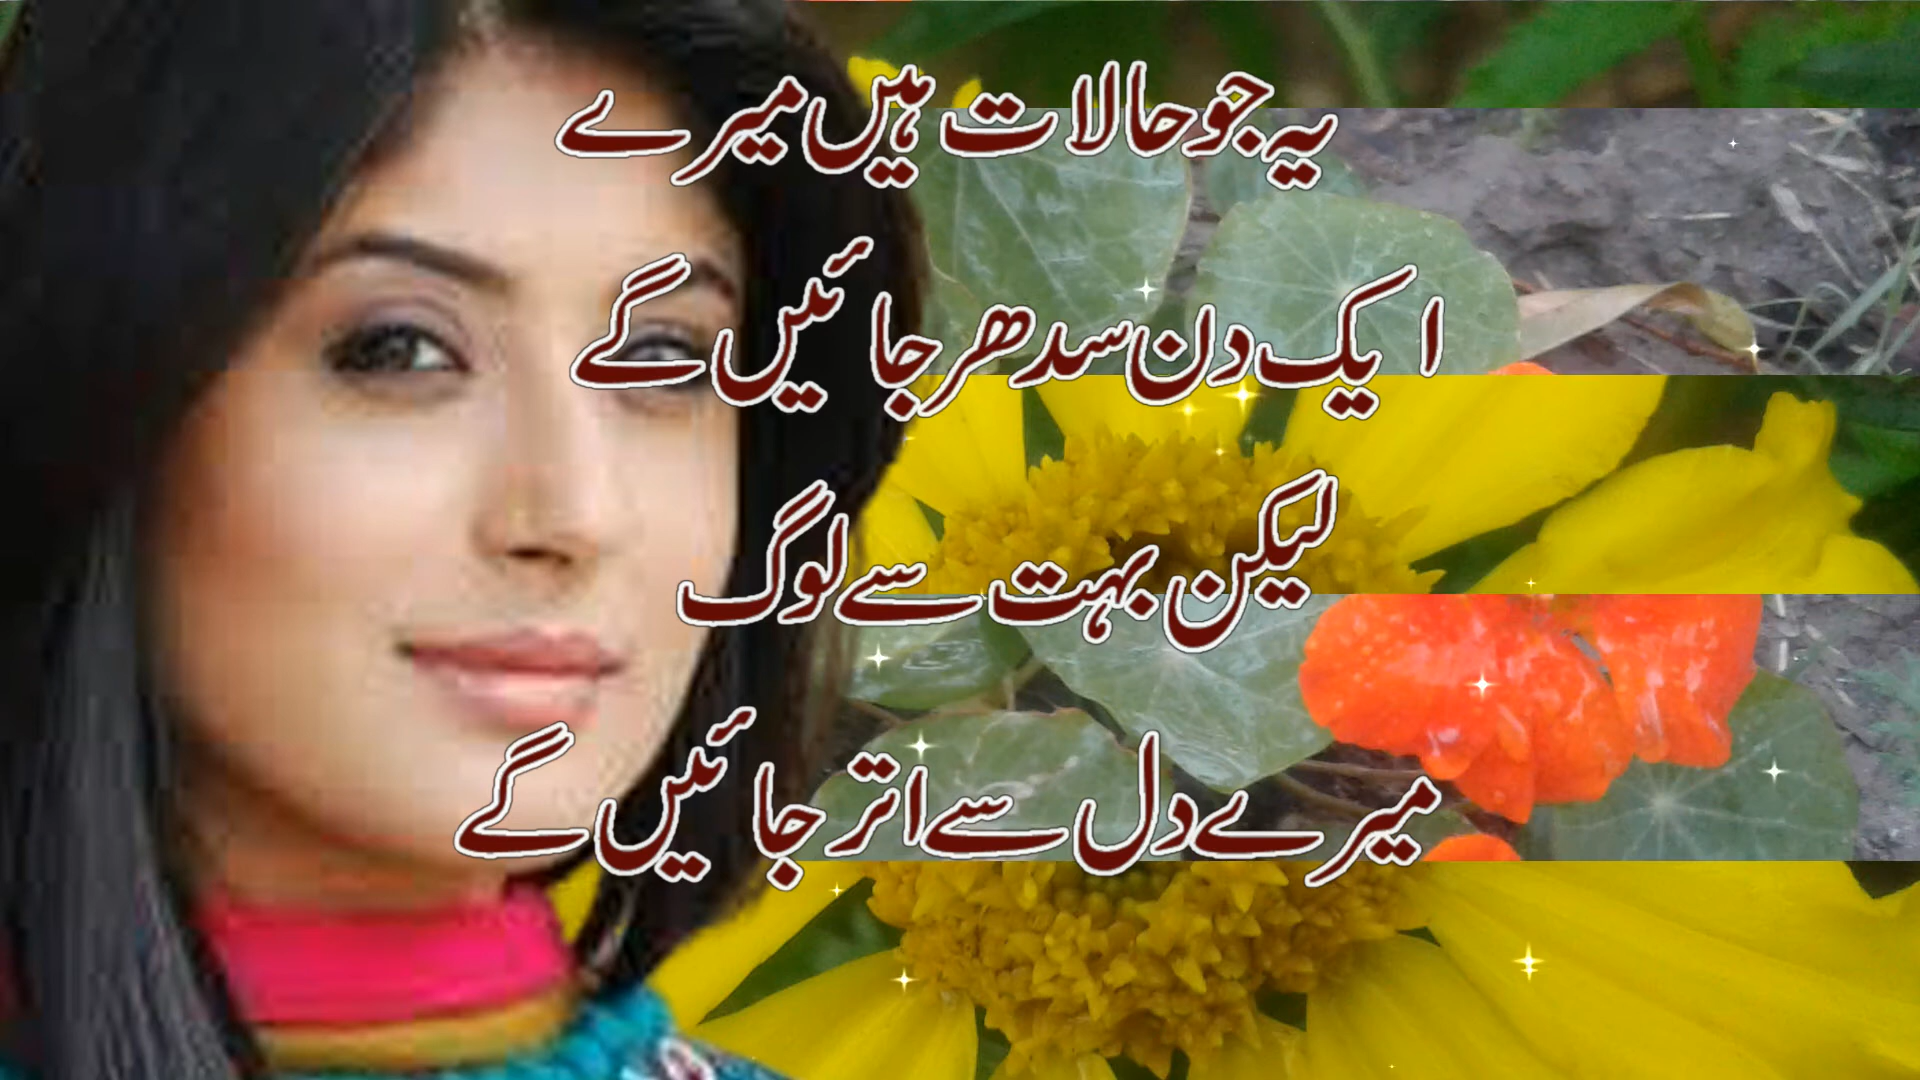 یہ جو حالات ہیں میرے
ایک دن سدھر جائیں گے
لیکن بہت سے لوگ
میرے دل سے اتر جائیں گے